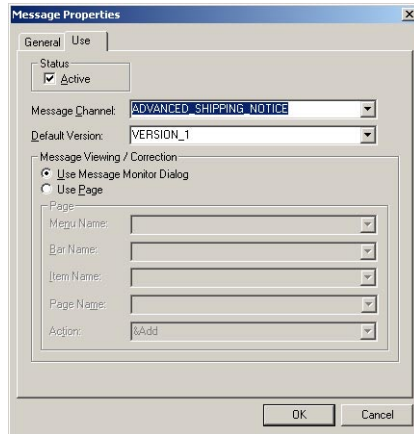 Message Properties
General Use
Status
Active
Message Channel: ADVANCED_SHIPPING_NOTICE
Default Version: VERSION_1
Message Viewing / Correction
Use Message Monitor Dialog
Use Page
Page
Menu Name:
Bar Name:
Item Name:
Page Name:
Action: &Add
OK Cancel